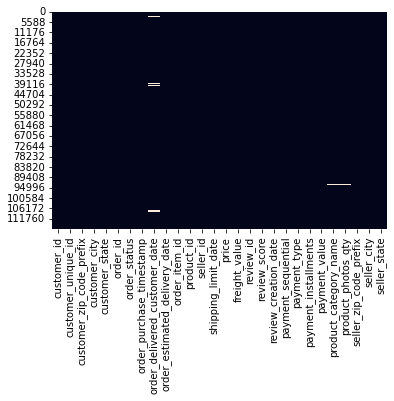 0
5588
11176
16764
22352
27940
33528
39116
44704
50292
55880
61468
67056
72644
78232
83820
89408
94996
100584
106172
111760
customer_id
customer_unique_id
customer_zip_code_prefix
customer_city
customer_state
order_id
order_status
order_purchase_timestamp
order_delivered_customer_date
order_estimated_delivery_date
order_item_id
product_id
seller_id
shipping_limit_date
price
freight_value
review_id
review_score
review_creation_date
payment_sequential
payment_type
payment_installments
payment_value
product_category_name
product_photos_qty
seller_zip_code_prefix
seller_city
seller_state